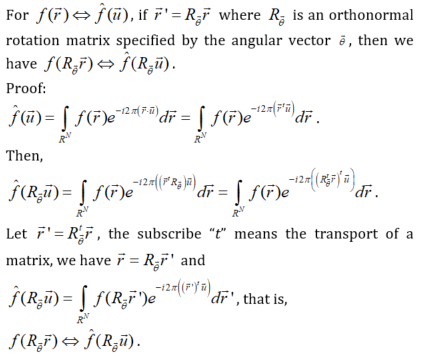 For f(r⃗) ⇔ f̂(u⃗), if r⃗ ' = R_θ⃗ r⃗ where R_θ⃗ is an orthonormal
rotation matrix specified by the angular vector θ⃗, then we
have f(R_θ⃗ r⃗) ⇔ f̂(R_θ⃗ u⃗).
Proof:
f̂(u⃗) = ∫_{R^N} f(r⃗)e^{-i2π(r⃗·u⃗)}dr⃗ = ∫_{R^N} f(r⃗)e^{-i2π(r⃗^t u⃗)}dr⃗ .
Then,
f̂(R_θ⃗ u⃗) = ∫_{R^N} f(r⃗)e^{-i2π((r⃗^t R_θ⃗)u⃗)}dr⃗ = ∫_{R^N} f(r⃗)e^{-i2π((R_θ⃗^t r⃗)^t u⃗)}dr⃗ .
Let r⃗ ' = R_θ⃗^t r⃗ , the subscribe "t" means the transport of a
matrix, we have r⃗ = R_θ⃗ r⃗ ' and
f̂(R_θ⃗ u⃗) = ∫_{R^N} f(R_θ⃗ r⃗ ')e^{-i2π((r⃗ ')^t u⃗)}dr⃗ ', that is,
f(R_θ⃗ r⃗) ⇔ f̂(R_θ⃗ u⃗).